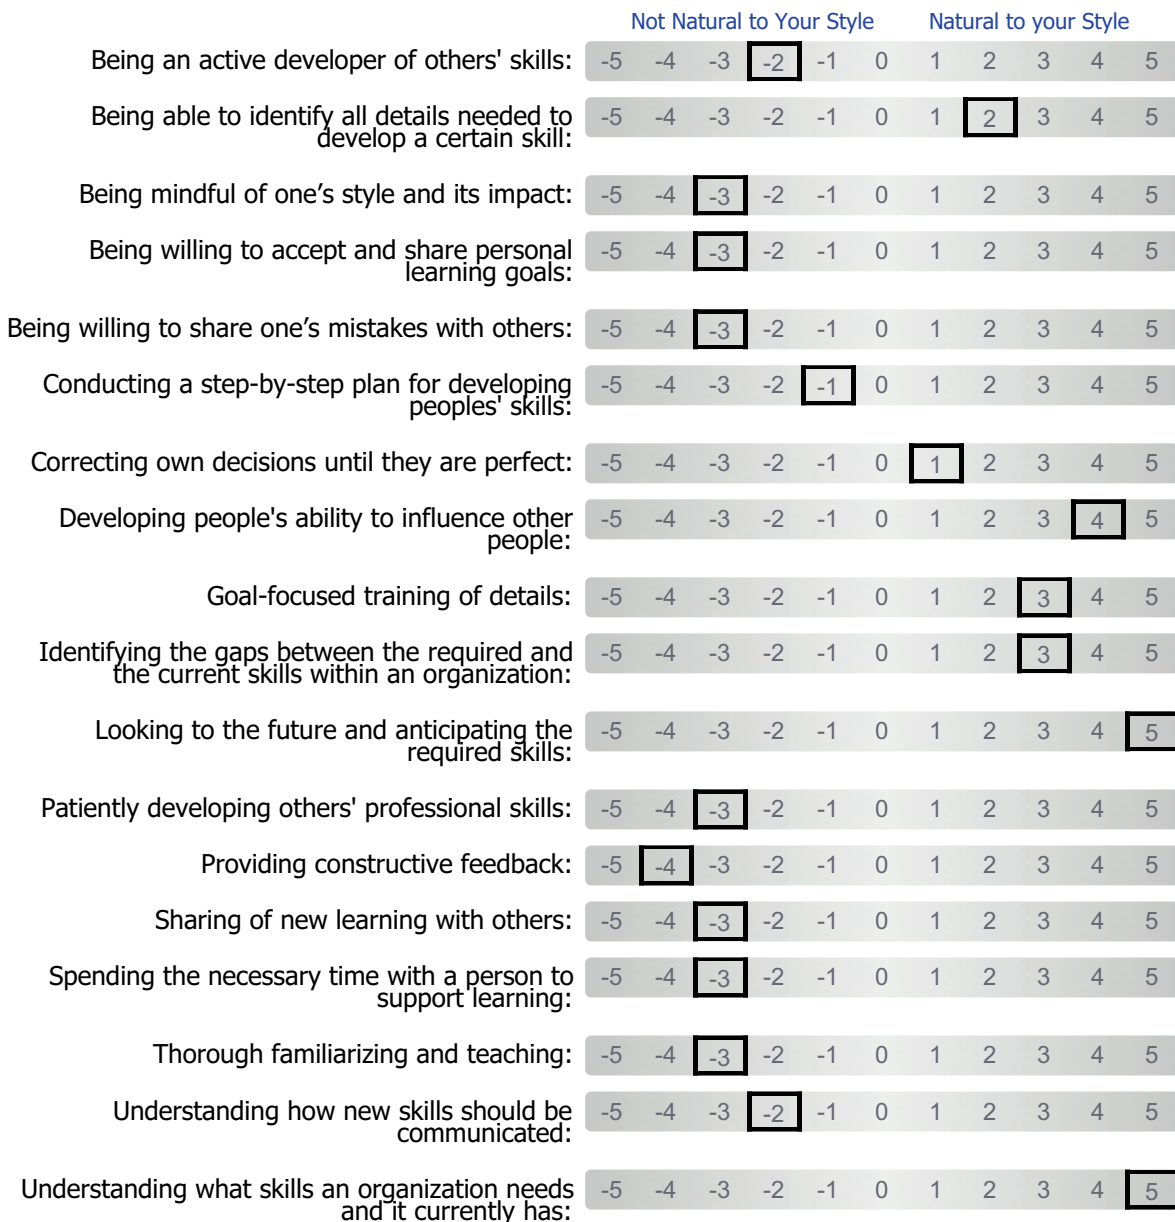 Not Natural to Your Style Natural to your Style
Being an active developer of others' skills: -5 -4 -3 -2 -1 0 1 2 3 4 5
Being able to identify all details needed to
develop a certain skill: -5 -4 -3 -2 -1 0 1 2 3 4 5
Being mindful of one’s style and its impact: -5 -4 -3 -2 -1 0 1 2 3 4 5
Being willing to accept and share personal
learning goals: -5 -4 -3 -2 -1 0 1 2 3 4 5
Being willing to share one’s mistakes with others: -5 -4 -3 -2 -1 0 1 2 3 4 5
Conducting a step-by-step plan for developing
peoples' skills: -5 -4 -3 -2 -1 0 1 2 3 4 5
Correcting own decisions until they are perfect: -5 -4 -3 -2 -1 0 1 2 3 4 5
Developing people's ability to influence other
people: -5 -4 -3 -2 -1 0 1 2 3 4 5
Goal-focused training of details: -5 -4 -3 -2 -1 0 1 2 3 4 5
Identifying the gaps between the required and
the current skills within an organization: -5 -4 -3 -2 -1 0 1 2 3 4 5
Looking to the future and anticipating the
required skills: -5 -4 -3 -2 -1 0 1 2 3 4 5
Patiently developing others' professional skills: -5 -4 -3 -2 -1 0 1 2 3 4 5
Providing constructive feedback: -5 -4 -3 -2 -1 0 1 2 3 4 5
Sharing of new learning with others: -5 -4 -3 -2 -1 0 1 2 3 4 5
Spending the necessary time with a person to
support learning: -5 -4 -3 -2 -1 0 1 2 3 4 5
Thorough familiarizing and teaching: -5 -4 -3 -2 -1 0 1 2 3 4 5
Understanding how new skills should be
communicated: -5 -4 -3 -2 -1 0 1 2 3 4 5
Understanding what skills an organization needs
and it currently has: -5 -4 -3 -2 -1 0 1 2 3 4 5